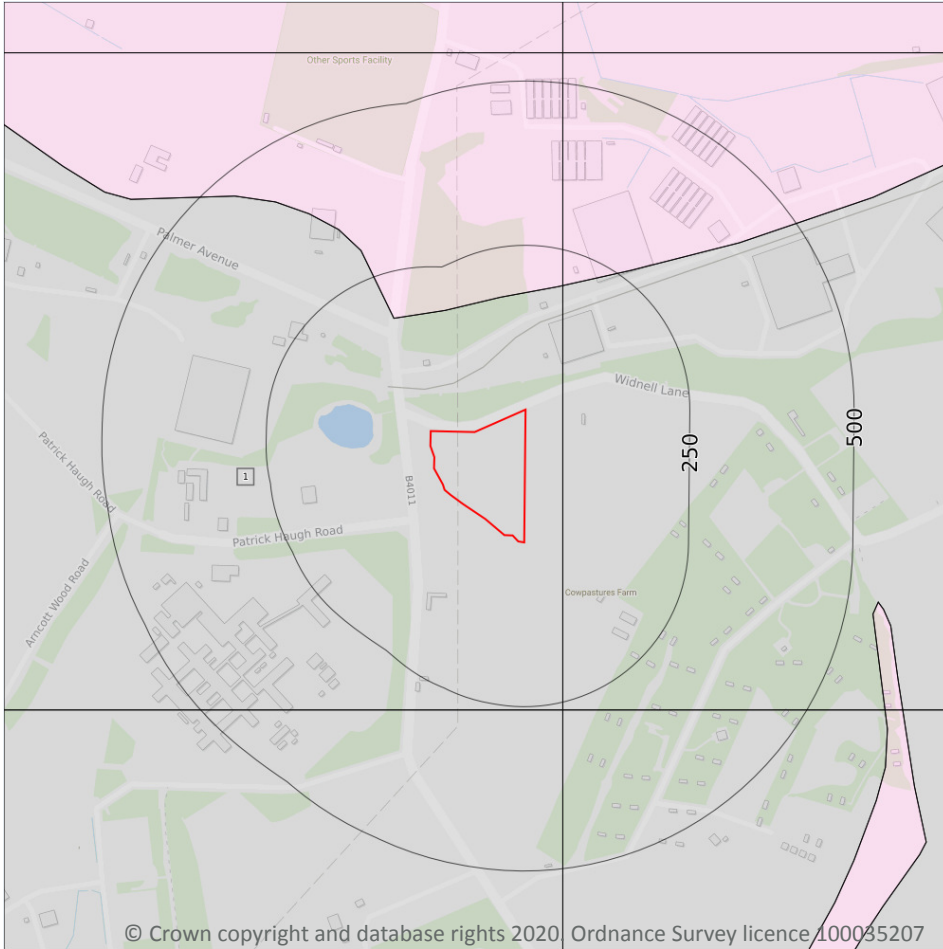 Other Sports Facility
Palmer Avenue
Widnell Lane
250
500
Patrick Haugh Road
1
B4011
Patrick Haugh Road
Arncott Wood Road
Cowpastures Farm
© Crown copyright and database rights 2020. Ordnance Survey licence 100035207